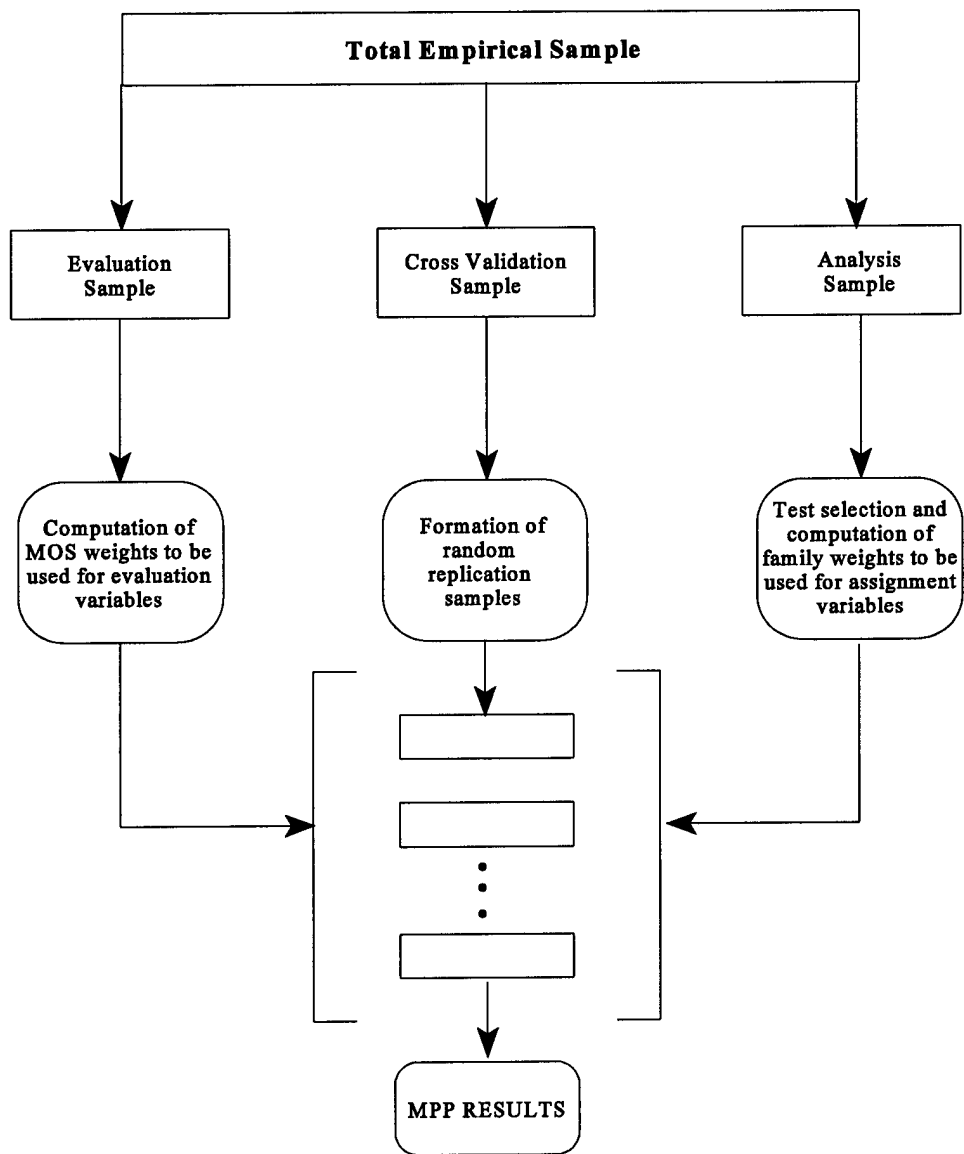 Total Empirical Sample
Evaluation
Sample
Cross Validation
Sample
Analysis
Sample
Computation of
MOS weights to be
used for evaluation
variables
Formation of
random
replication
samples
Test selection and
computation of
family weights to be
used for assignment
variables
MPP RESULTS